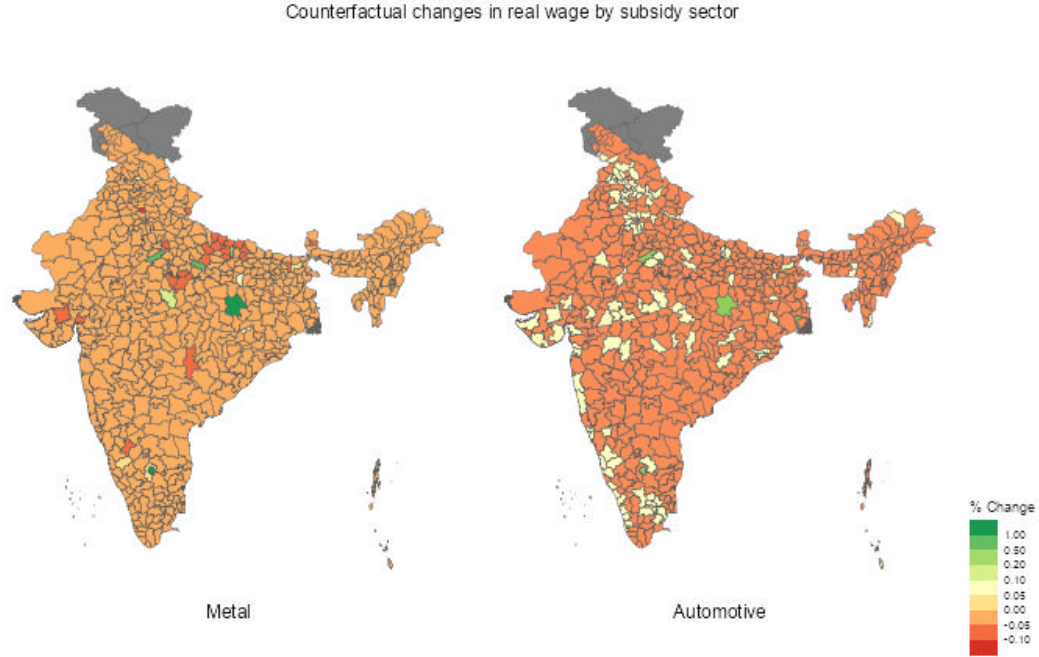 Counterfactual changes in real wage by subsidy sector
% Change
1.00
0.50
0.20
0.10
0.05
0.00
-0.05
-0.10
Metal
Automotive